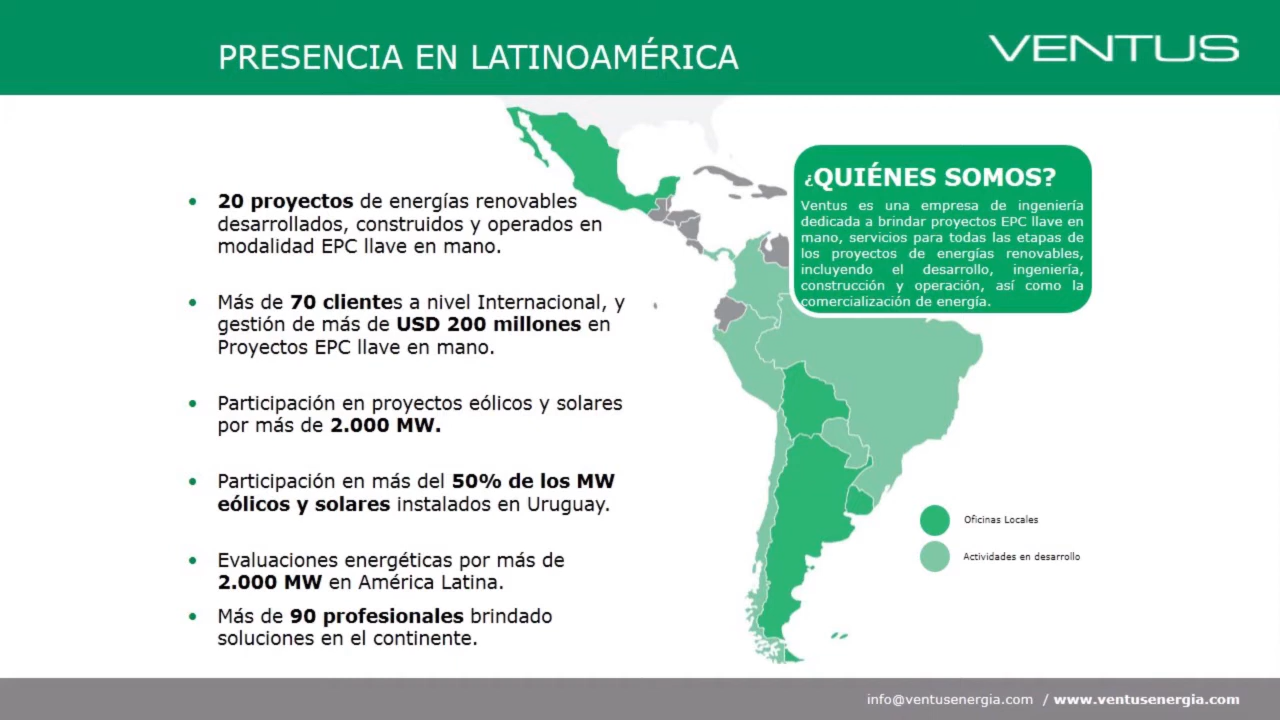 PRESENCIA EN LATINOAMÉRICA
VENTUS
• 20 proyectos de energías renovables
desarrollados, construidos y operados en
modalidad EPC llave en mano.
• Más de 70 clientes a nivel Internacional, y
gestión de más de USD 200 millones en
Proyectos EPC llave en mano.
• Participación en proyectos eólicos y solares
por más de 2.000 MW.
• Participación en más del 50% de los MW
eólicos y solares instalados en Uruguay.
• Evaluaciones energéticas por más de
2.000 MW en América Latina.
• Más de 90 profesionales brindado
soluciones en el continente.
¿QUIÉNES SOMOS?
Ventus es una empresa de ingeniería
dedicada a brindar proyectos EPC llave en
mano, servicios para todas las etapas de
los proyectos de energías renovables,
incluyendo el desarrollo, ingeniería,
construcción y operación, así como la
comercialización de energía.
Oficinas Locales
Actividades en desarrollo
info@ventusenergia.com / www.ventusenergia.com